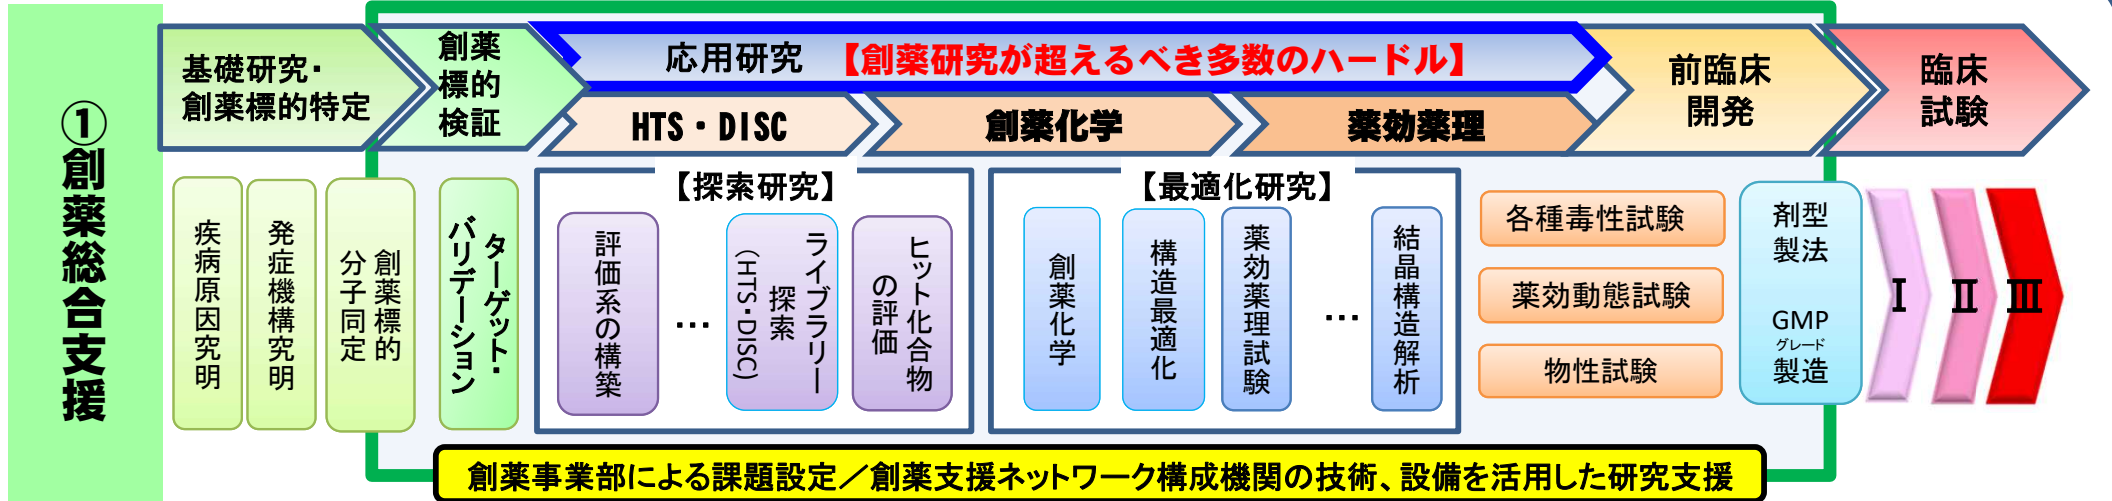 ①創薬総合支援
基礎研究・
創薬標的特定
創薬
標的
検証
応用研究 【創薬研究が超えるべき多数のハードル】
HTS・DISC
創薬化学
薬効薬理
前臨床
開発
臨床
試験
疾病原因究明
発症機構究明
創薬標的
分子同定
ターゲット・
バリデーション
【探索研究】
評価系の構築
…
ライブラリー
探索
(HTS・DISC)
ヒット化合物
の評価
【最適化研究】
創薬化学
構造最適化
薬効薬理試験
…
結晶構造解析
各種毒性試験
薬効動態試験
物性試験
剤型
製法
GMP
グレード
製造
Ⅰ
Ⅱ
Ⅲ
創薬事業部による課題設定／創薬支援ネットワーク構成機関の技術、設備を活用した研究支援